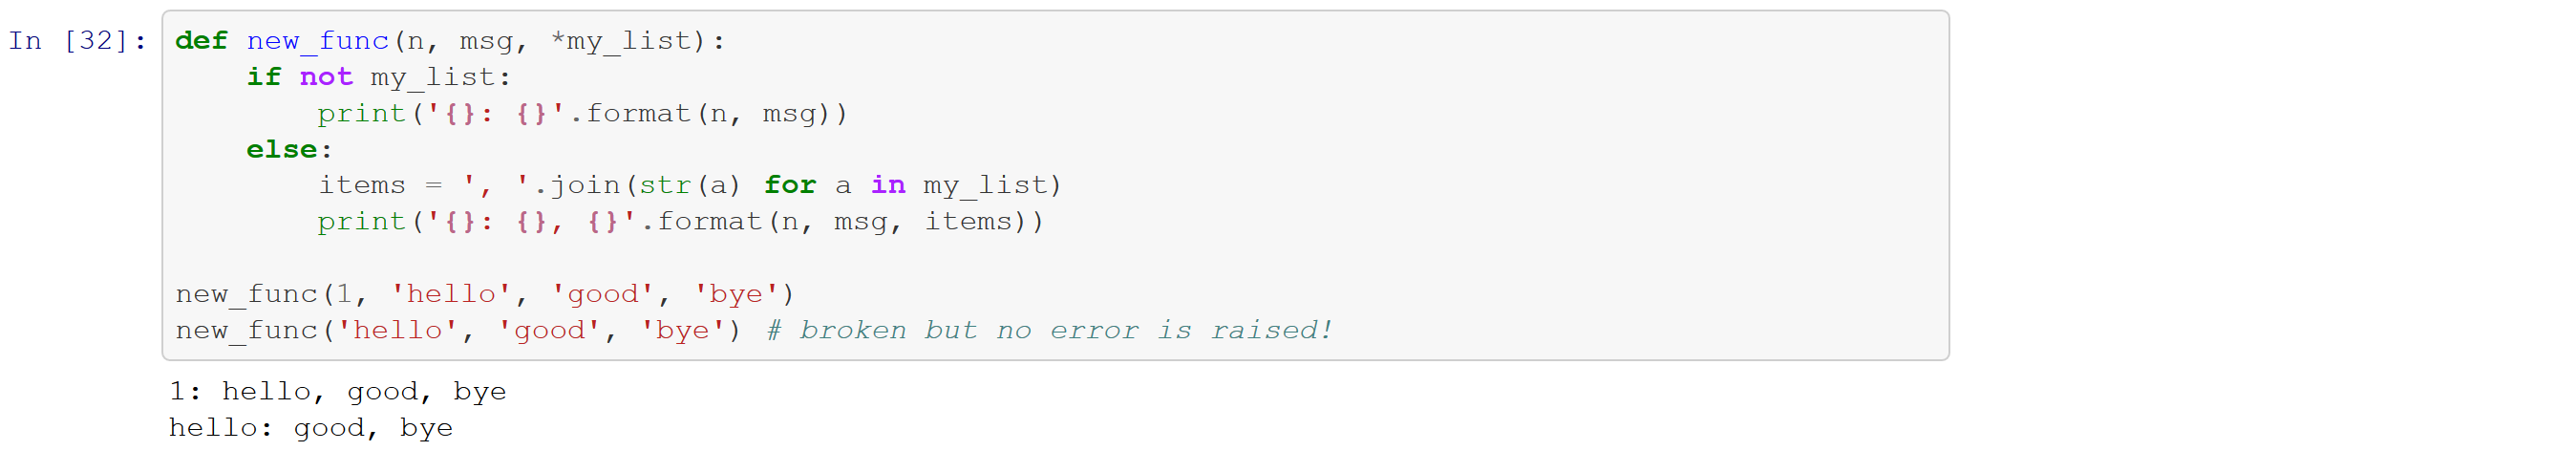 In [32]: def new_func(n, msg, *my_list):
    if not my_list:
        print('{}: {}'.format(n, msg))
    else:
        items = ', '.join(str(a) for a in my_list)
        print('{}: {}, {}'.format(n, msg, items))

new_func(1, 'hello', 'good', 'bye')
new_func('hello', 'good', 'bye') # broken but no error is raised!
1: hello, good, bye
hello: good, bye